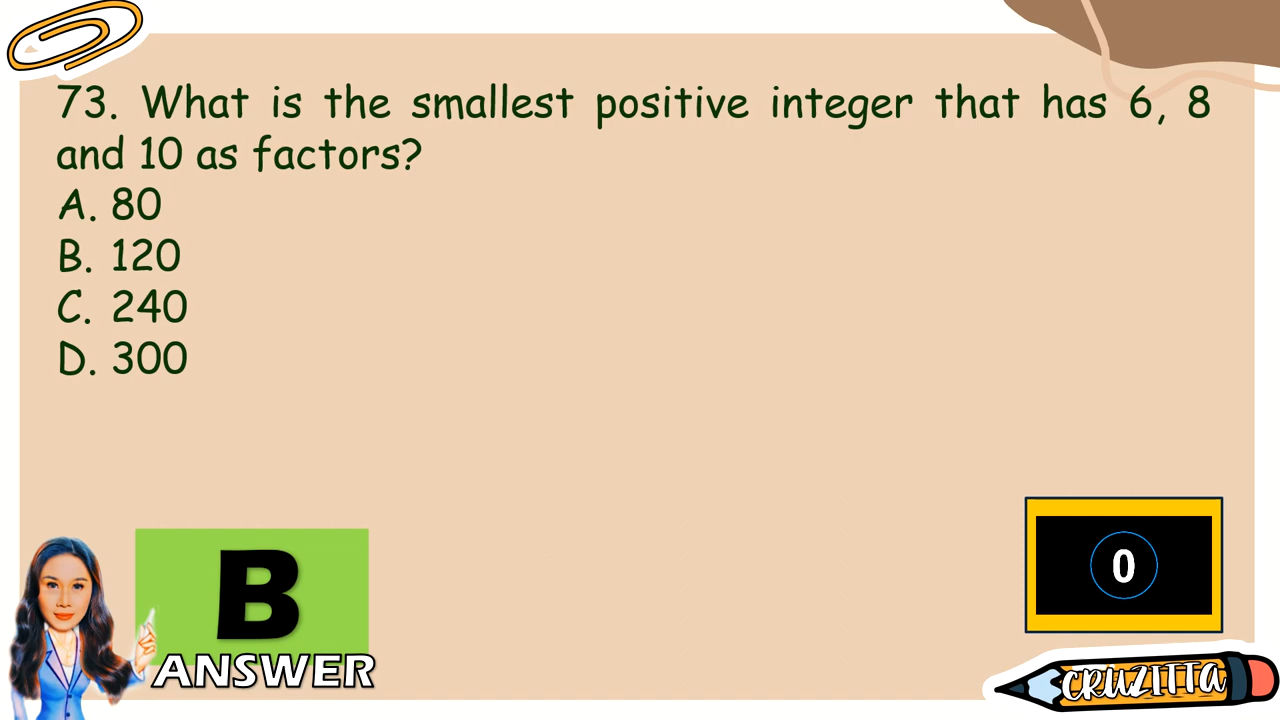 73. What is the smallest positive integer that has 6, 8
and 10 as factors?
A. 80
B. 120
C. 240
D. 300
B
ANSWER
0
CRUZITTA